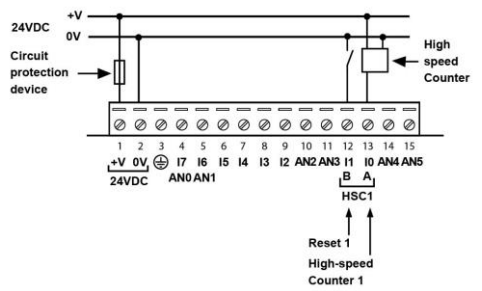 +V
24VDC
0V
Circuit
protection
device
High
speed
Counter
1 2 3 4 5 6 7 8 9 10 11 12 13 14 15
+V 0V I7 I6 I5 I4 I3 I2 AN2 AN3 I1 I0 AN4 AN5
24VDC AN0 AN1 B A
HSC1
Reset 1
High-speed
Counter 1